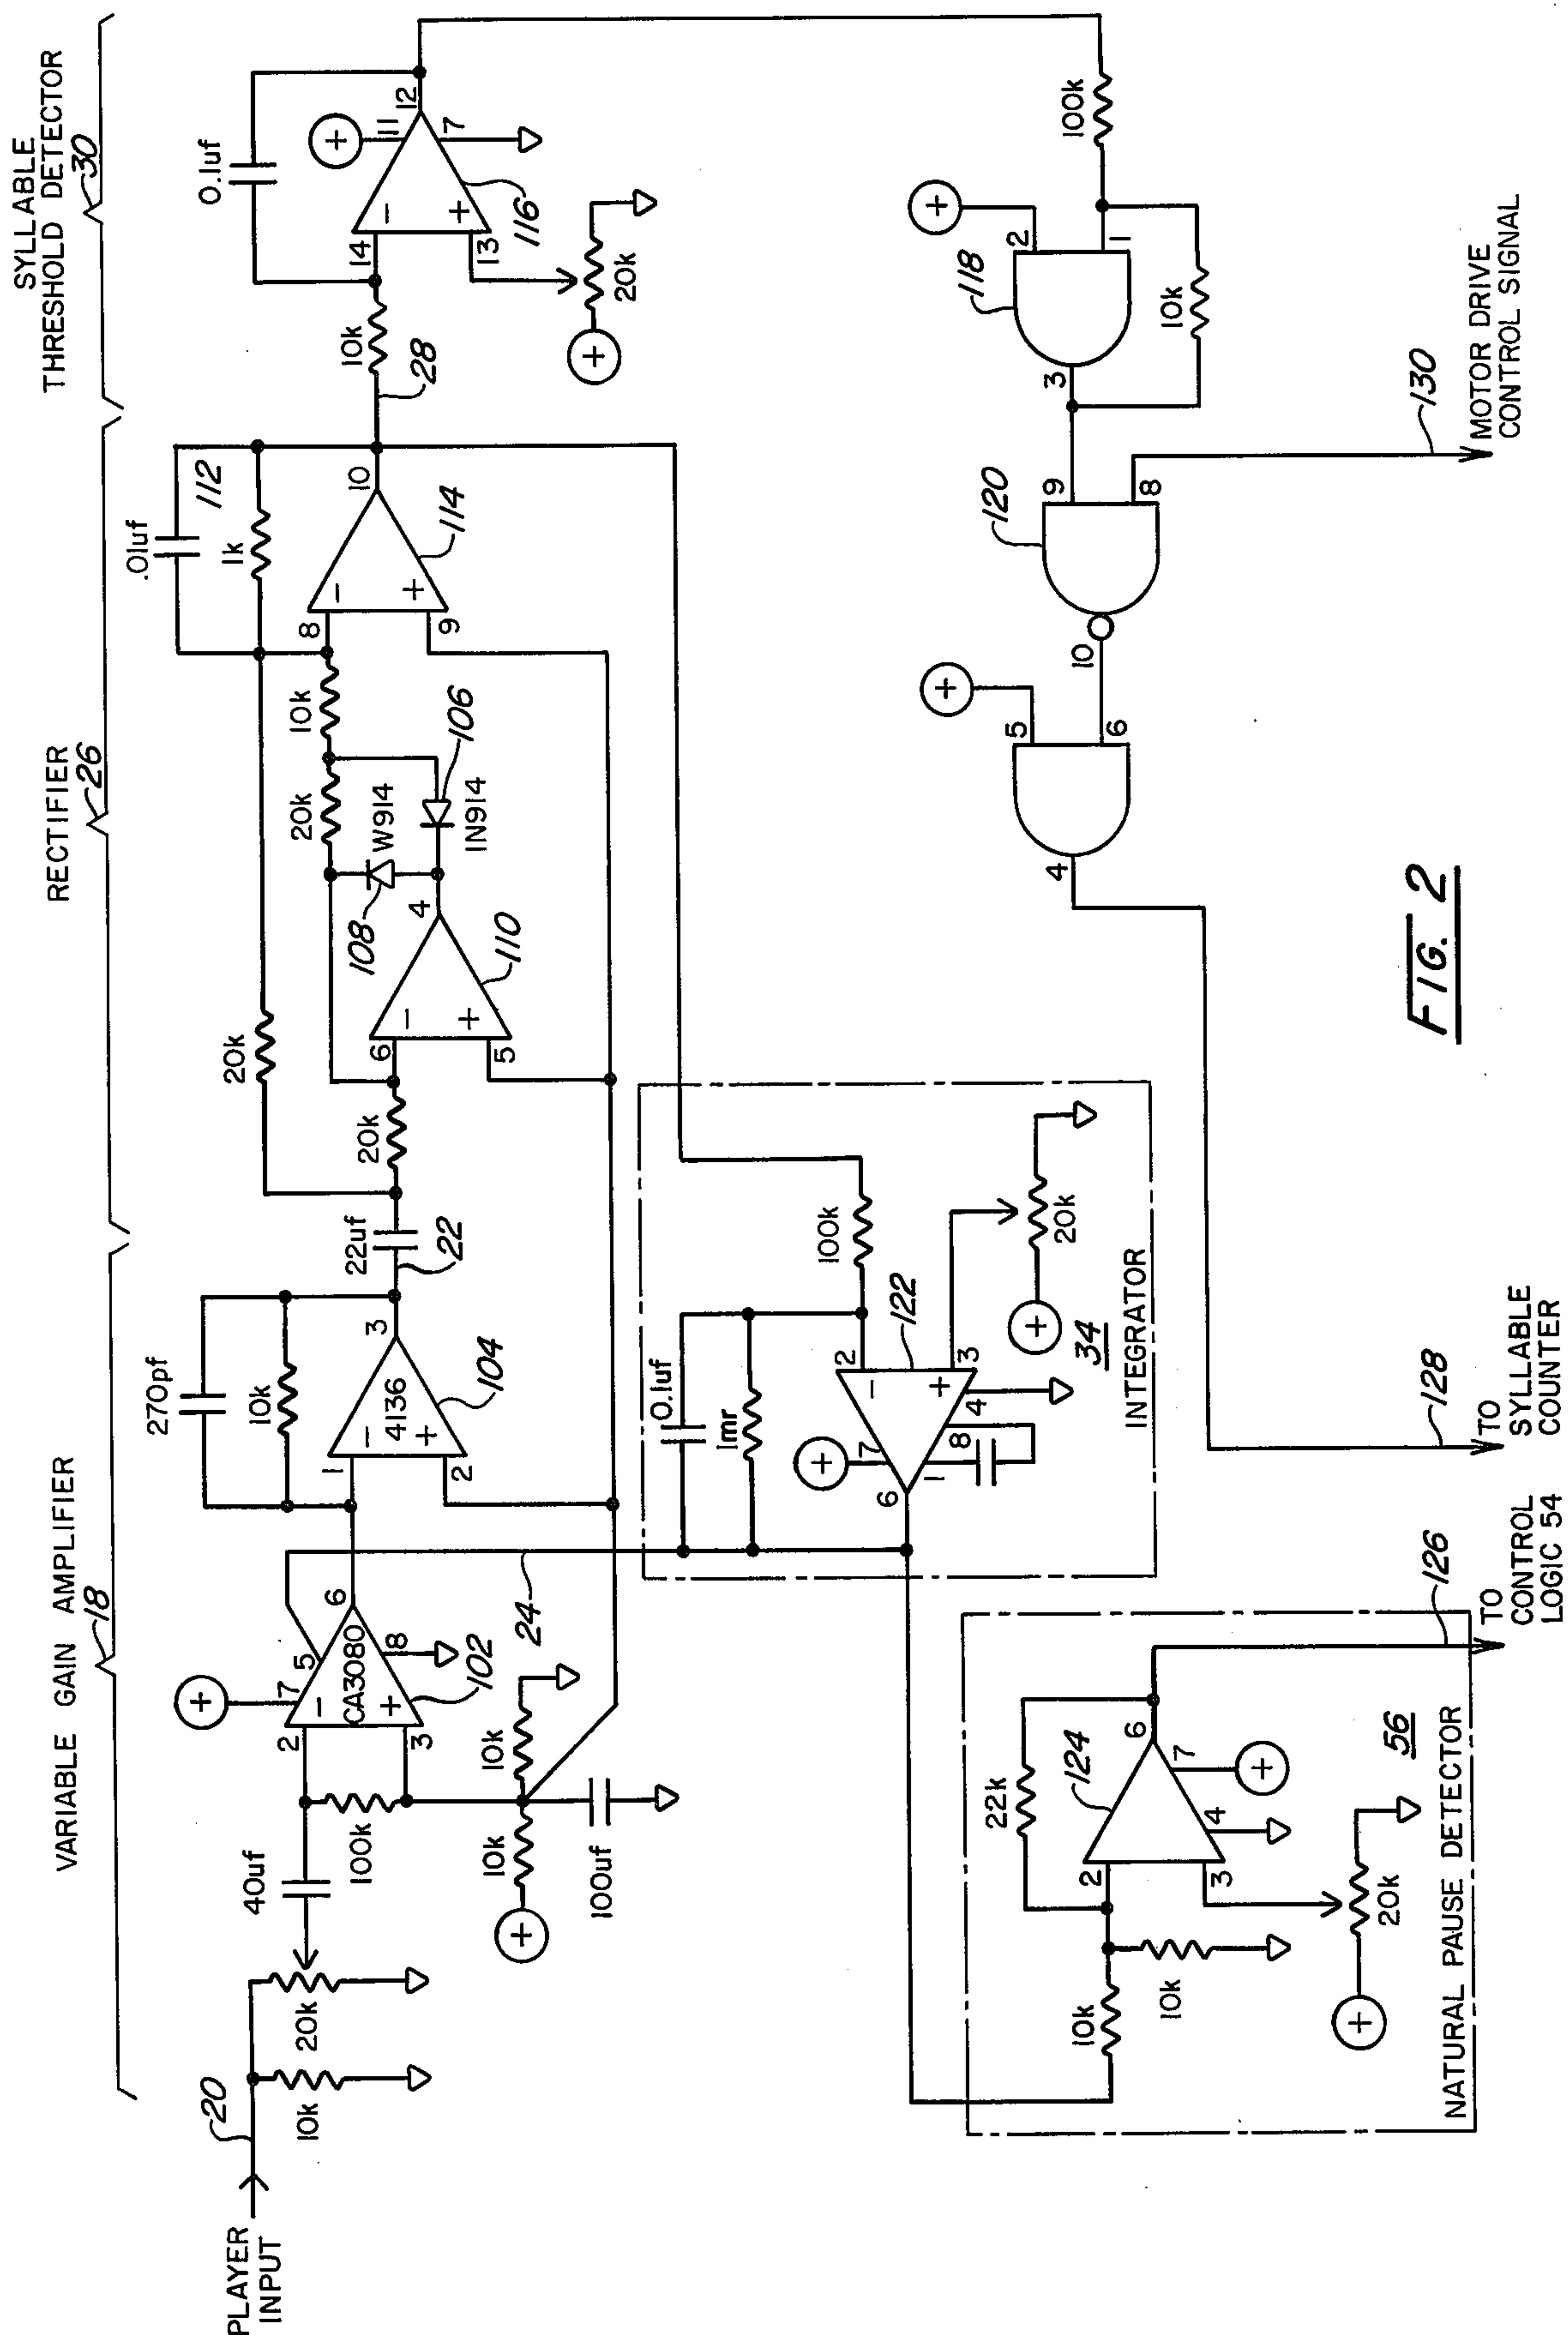 VARIABLE GAIN AMPLIFIER
18
RECTIFIER
26
SYLLABLE
THRESHOLD DETECTOR
30
PLAYER
INPUT
20
10k
20k
40uf
100k
2
3
7
5
6
8
CA3080
-
+
102
+
10k
10k
100uf
+
24
270pf
10k
1
2
3
4136
-
+
104
22uf
22
20k
20k
6
5
4
-
+
110
108
W914
20k
106
1N914
10k
.01uf
112
1k
8
9
10
-
+
114
28
10k
0.1uf
14
13
11
12
7
-
+
+
116
20k
+
0.1uf
1mr
100k
2
3
7
6
1
8
4
-
+
+
122
20k
+
34
INTEGRATOR
100k
10k
118
+
2
1
3
120
9
8
10
+
5
6
4
130
MOTOR DRIVE
CONTROL SIGNAL
128
TO
SYLLABLE
COUNTER
10k
10k
22k
124
2
3
4
7
6
+
20k
+
56
NATURAL PAUSE DETECTOR
126
TO
CONTROL
LOGIC 54
FIG. 2